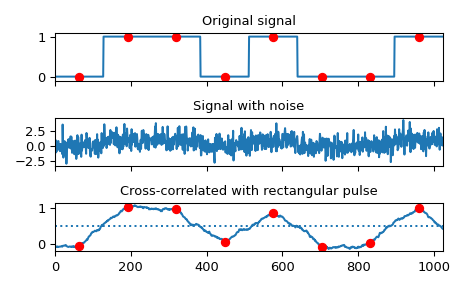 Original signal
1
0
Signal with noise
2.5
0.0
−2.5
Cross-correlated with rectangular pulse
1
0
0 200 400 600 800 1000